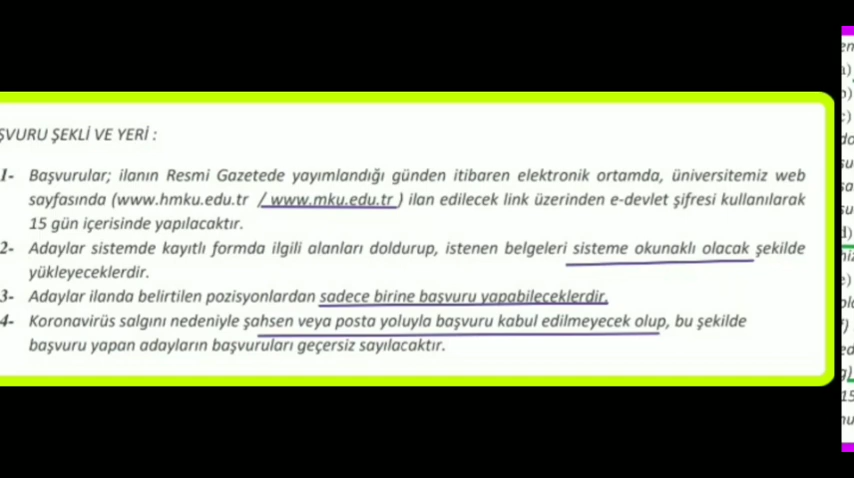 ŞVURU ŞEKLİ VE YERİ :
1- Başvurular; ilanın Resmi Gazetede yayımlandığı günden itibaren elektronik ortamda, üniversitemiz web
sayfasında (www.hmku.edu.tr / www.mku.edu.tr ) ilan edilecek link üzerinden e-devlet şifresi kullanılarak
15 gün içerisinde yapılacaktır.
2- Adaylar sistemde kayıtlı formda ilgili alanları doldurup, istenen belgeleri sisteme okunaklı olacak şekilde
yükleyeceklerdir.
3- Adaylar ilanda belirtilen pozisyonlardan sadece birine başvuru yapabileceklerdir.
4- Koronavirüs salgını nedeniyle şahsen veya posta yoluyla başvuru kabul edilmeyecek olup, bu şekilde
başvuru yapan adayların başvuruları geçersiz sayılacaktır.